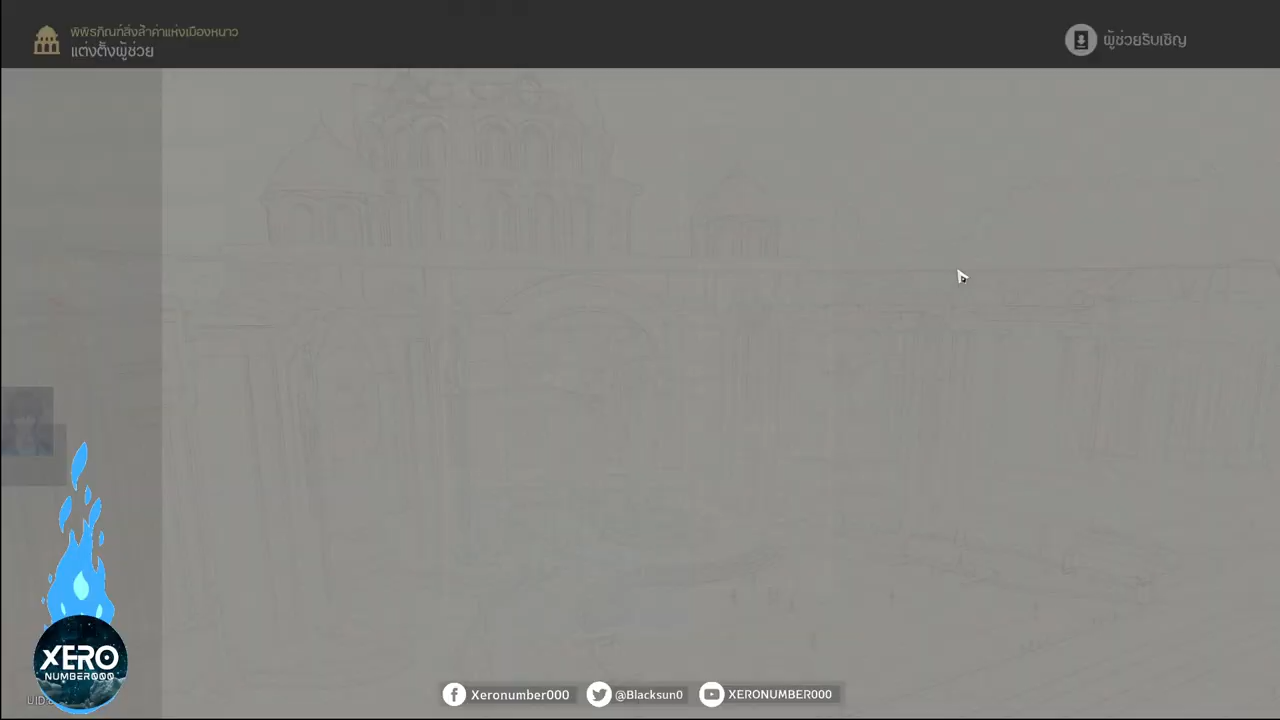 พิพิธภัณฑ์สิ่งล้ำค่าแห่งเมืองหนาว
แต่งตั้งผู้ช่วย
ผู้ช่วยรับเชิญ
XERO
NUMBER000
UID
Xeronumber000
@Blacksun0
XERONUMBER000